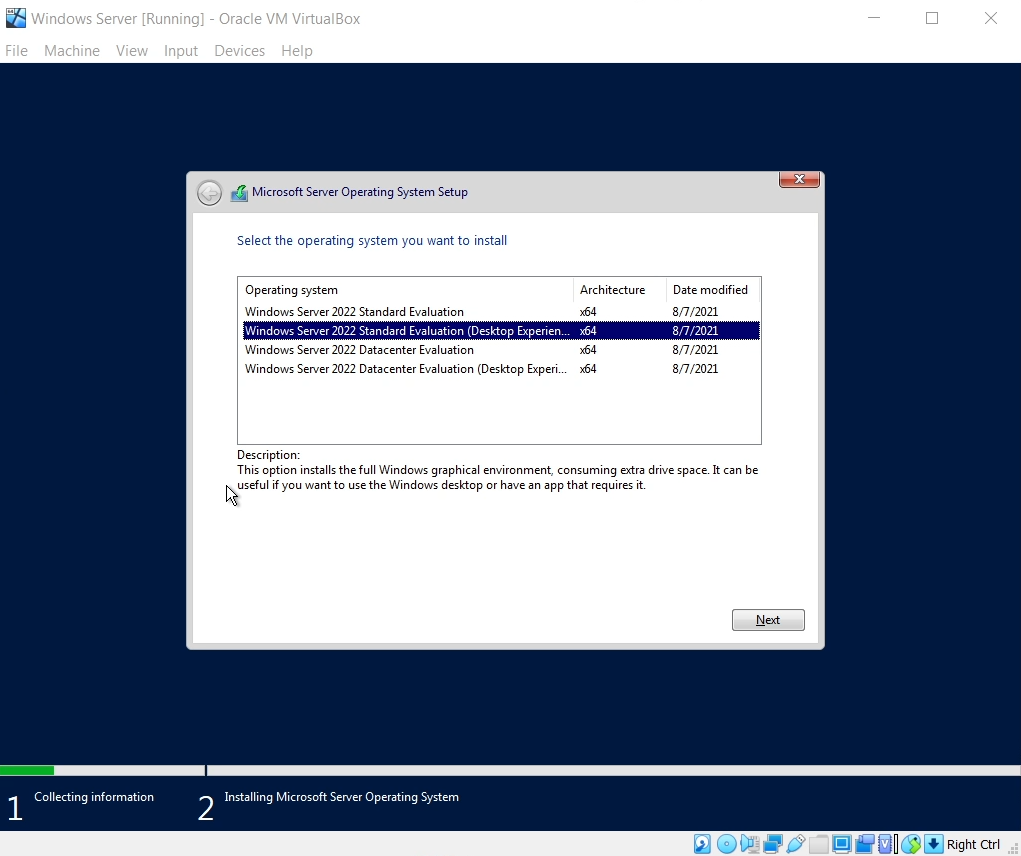 Windows Server [Running] - Oracle VM VirtualBox
File Machine View Input Devices Help
Microsoft Server Operating System Setup
Select the operating system you want to install
Operating system Architecture Date modified
Windows Server 2022 Standard Evaluation x64 8/7/2021
Windows Server 2022 Standard Evaluation (Desktop Experien... x64 8/7/2021
Windows Server 2022 Datacenter Evaluation x64 8/7/2021
Windows Server 2022 Datacenter Evaluation (Desktop Experi... x64 8/7/2021
Description:
This option installs the full Windows graphical environment, consuming extra drive space. It can be
useful if you want to use the Windows desktop or have an app that requires it.
Next
1 Collecting information 2 Installing Microsoft Server Operating System
Right Ctrl